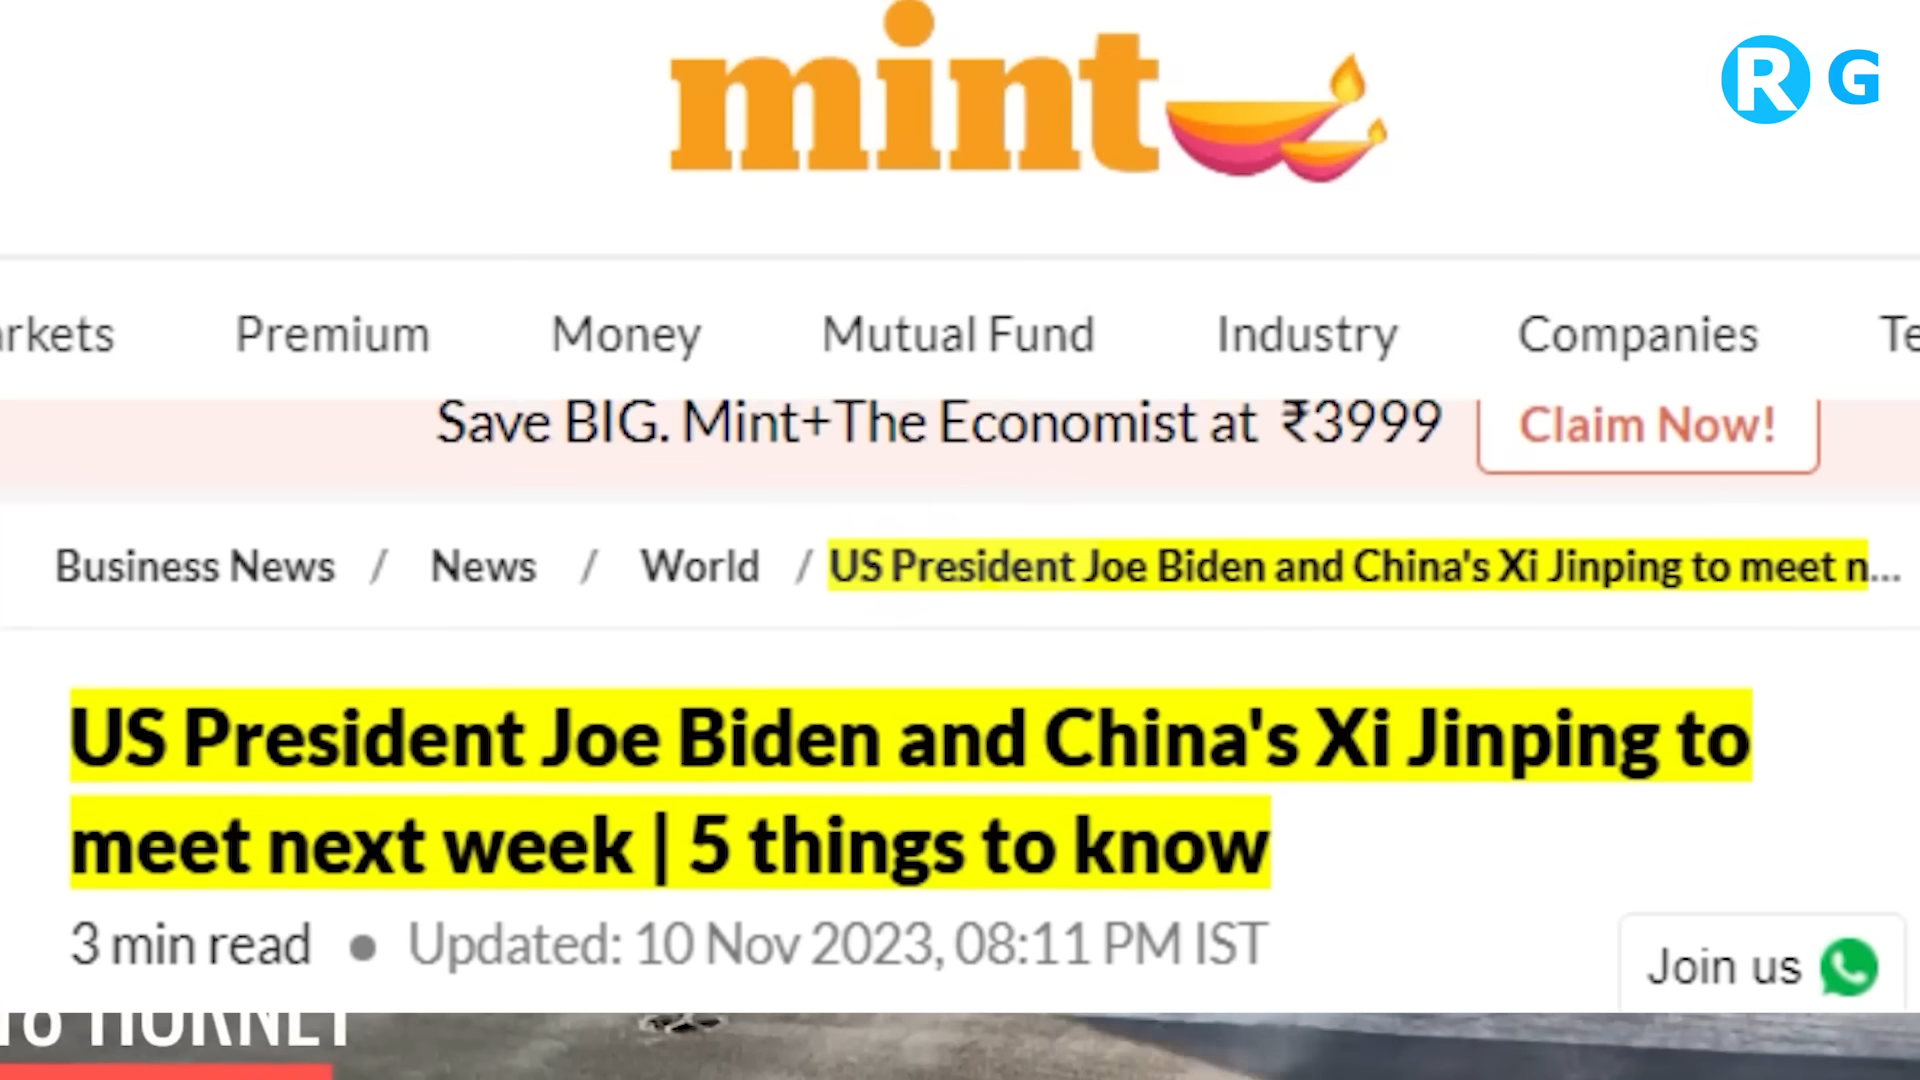 mint
R G
rkets Premium Money Mutual Fund Industry Companies Te
Save BIG. Mint+The Economist at ₹3999 Claim Now!
Business News / News / World / US President Joe Biden and China's Xi Jinping to meet n...
US President Joe Biden and China's Xi Jinping to
meet next week | 5 things to know
3 min read • Updated: 10 Nov 2023, 08:11 PM IST
Join us
HORNET